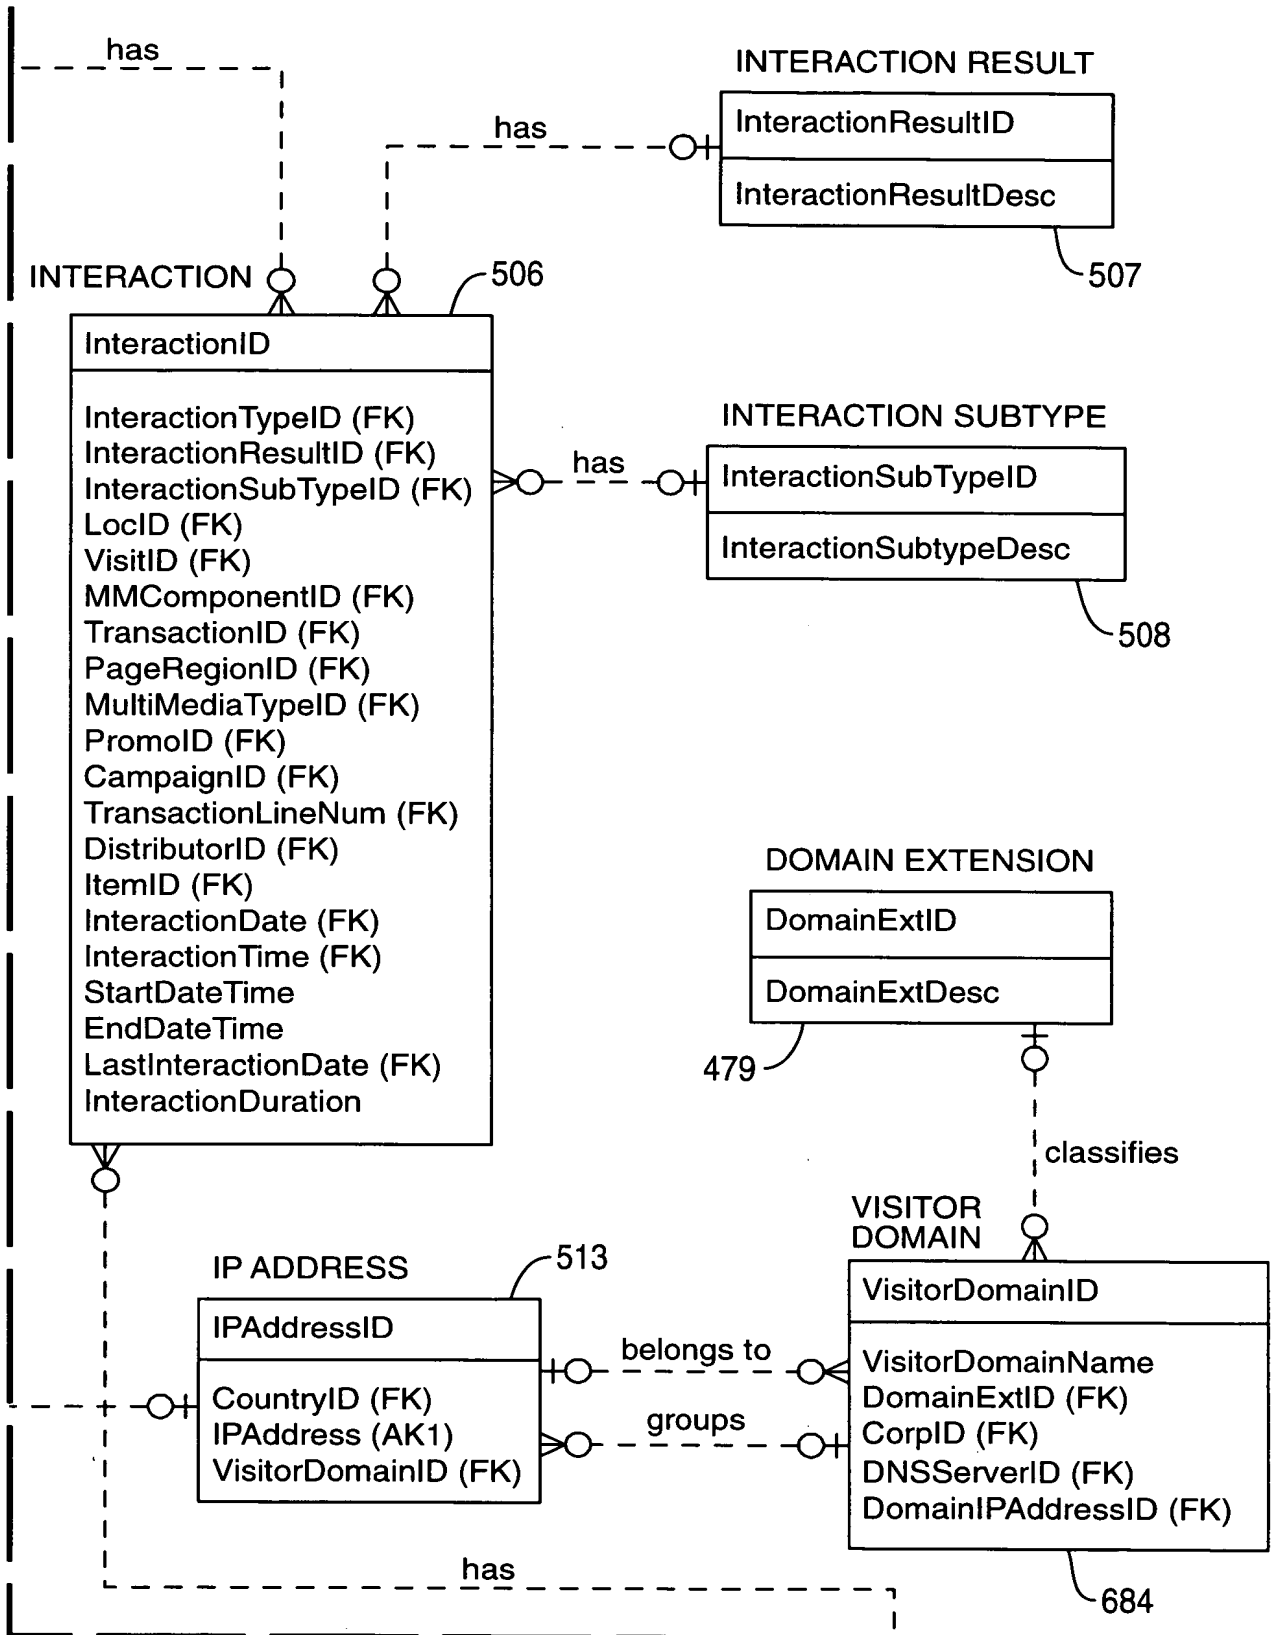 has
INTERACTION RESULT
InteractionResultID
InteractionResultDesc
507
has
INTERACTION
506
InteractionID
InteractionTypeID (FK)
InteractionResultID (FK)
InteractionSubTypeID (FK)
LocID (FK)
VisitID (FK)
MMComponentID (FK)
TransactionID (FK)
PageRegionID (FK)
MultiMediaTypeID (FK)
PromoID (FK)
CampaignID (FK)
TransactionLineNum (FK)
DistributorID (FK)
ItemID (FK)
InteractionDate (FK)
InteractionTime (FK)
StartDateTime
EndDateTime
LastInteractionDate (FK)
InteractionDuration
has
INTERACTION SUBTYPE
InteractionSubTypeID
InteractionSubtypeDesc
508
DOMAIN EXTENSION
DomainExtID
DomainExtDesc
479
classifies
VISITOR
DOMAIN
VisitorDomainID
VisitorDomainName
DomainExtID (FK)
CorpID (FK)
DNSServerID (FK)
DomainIPAddressID (FK)
684
IP ADDRESS
513
IPAddressID
CountryID (FK)
IPAddress (AK1)
VisitorDomainID (FK)
belongs to
groups
has